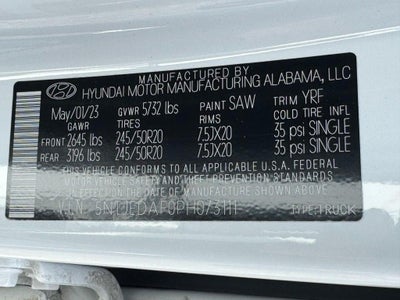 MANUFACTURED BY
HYUNDAI MOTOR MANUFACTURING ALABAMA, LLC
May/01/23 GVWR 5732 lbs PAINT SAW TRIM YRF
GAWR TIRES RIMS COLD TIRE INFL
FRONT 2645 lbs 245/50R20 7.5JX20 35 psi SINGLE
REAR 3196 lbs 245/50R20 7.5JX20 35 psi SINGLE
THIS VEHICLE CONFORMS TO ALL APPLICABLE U.S.A. FEDERAL
MOTOR VEHICLE SAFETY AND THEFT PREVENTION STANDARDS
IN EFFECT ON THE DATE OF MANUFACTURE SHOWN ABOVE.
V.I.N: TYPE:TRUCK